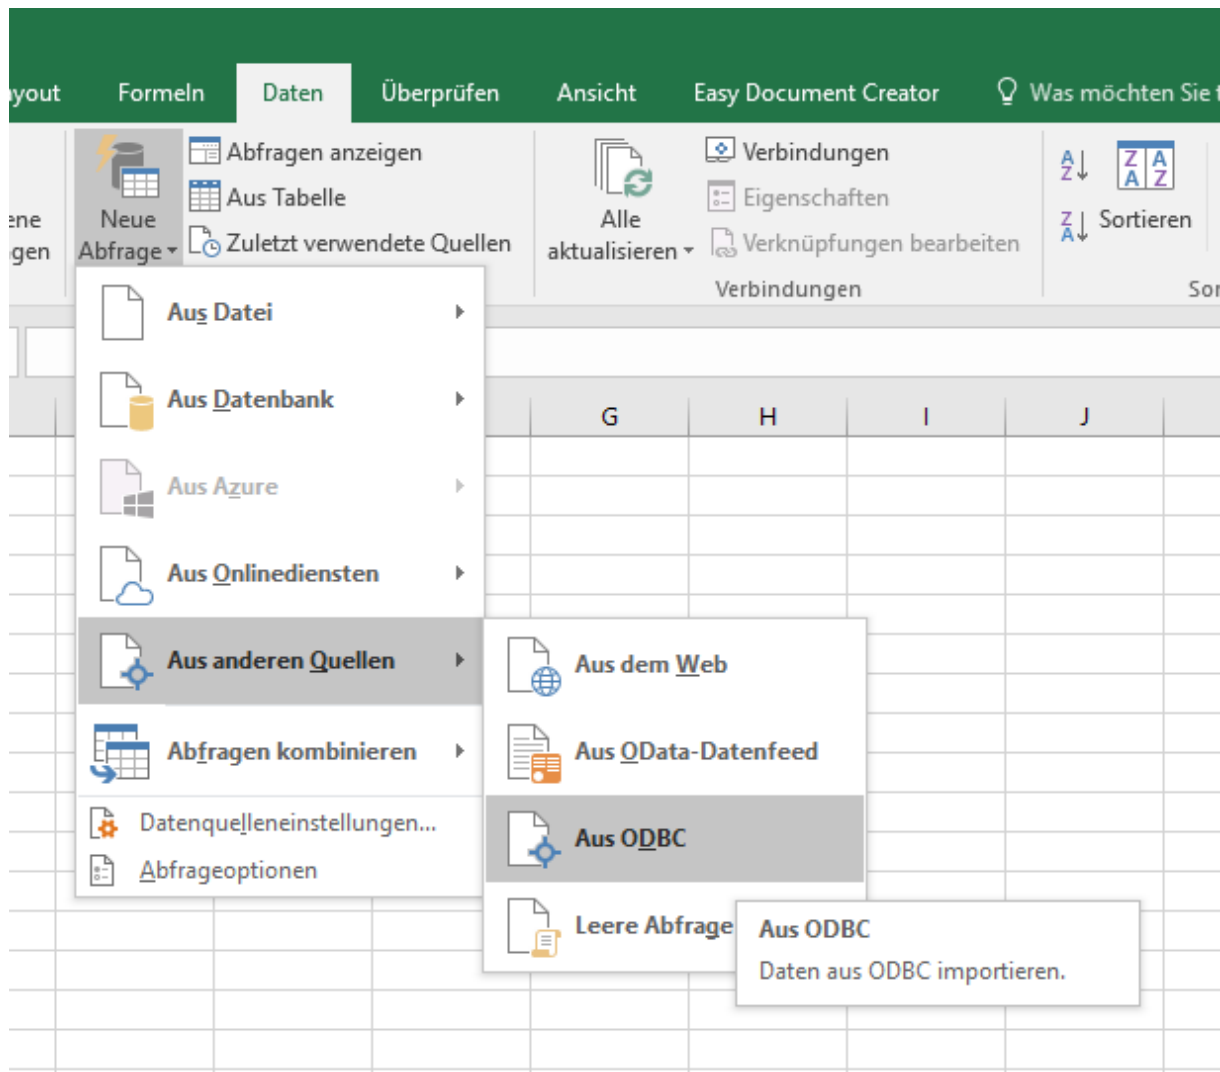 ayout Formeln Daten Überprüfen Ansicht Easy Document Creator Was möchten Sie t
Abfragen anzeigen
Aus Tabelle
Zuletzt verwendete Quellen
ene
gen
Neue
Abfrage
Alle
aktualisieren
Verbindungen
Eigenschaften
Verknüpfungen bearbeiten
Verbindungen
A
Z
Z
A
Z A
A Z
Sortieren
Sor
G H I J
Aus Datei
Aus Datenbank
Aus Azure
Aus Onlinediensten
Aus anderen Quellen
Abfragen kombinieren
Datenquelleneinstellungen...
Abfrageoptionen
Aus dem Web
Aus OData-Datenfeed
Aus ODBC
Leere Abfrage
Aus ODBC
Daten aus ODBC importieren.